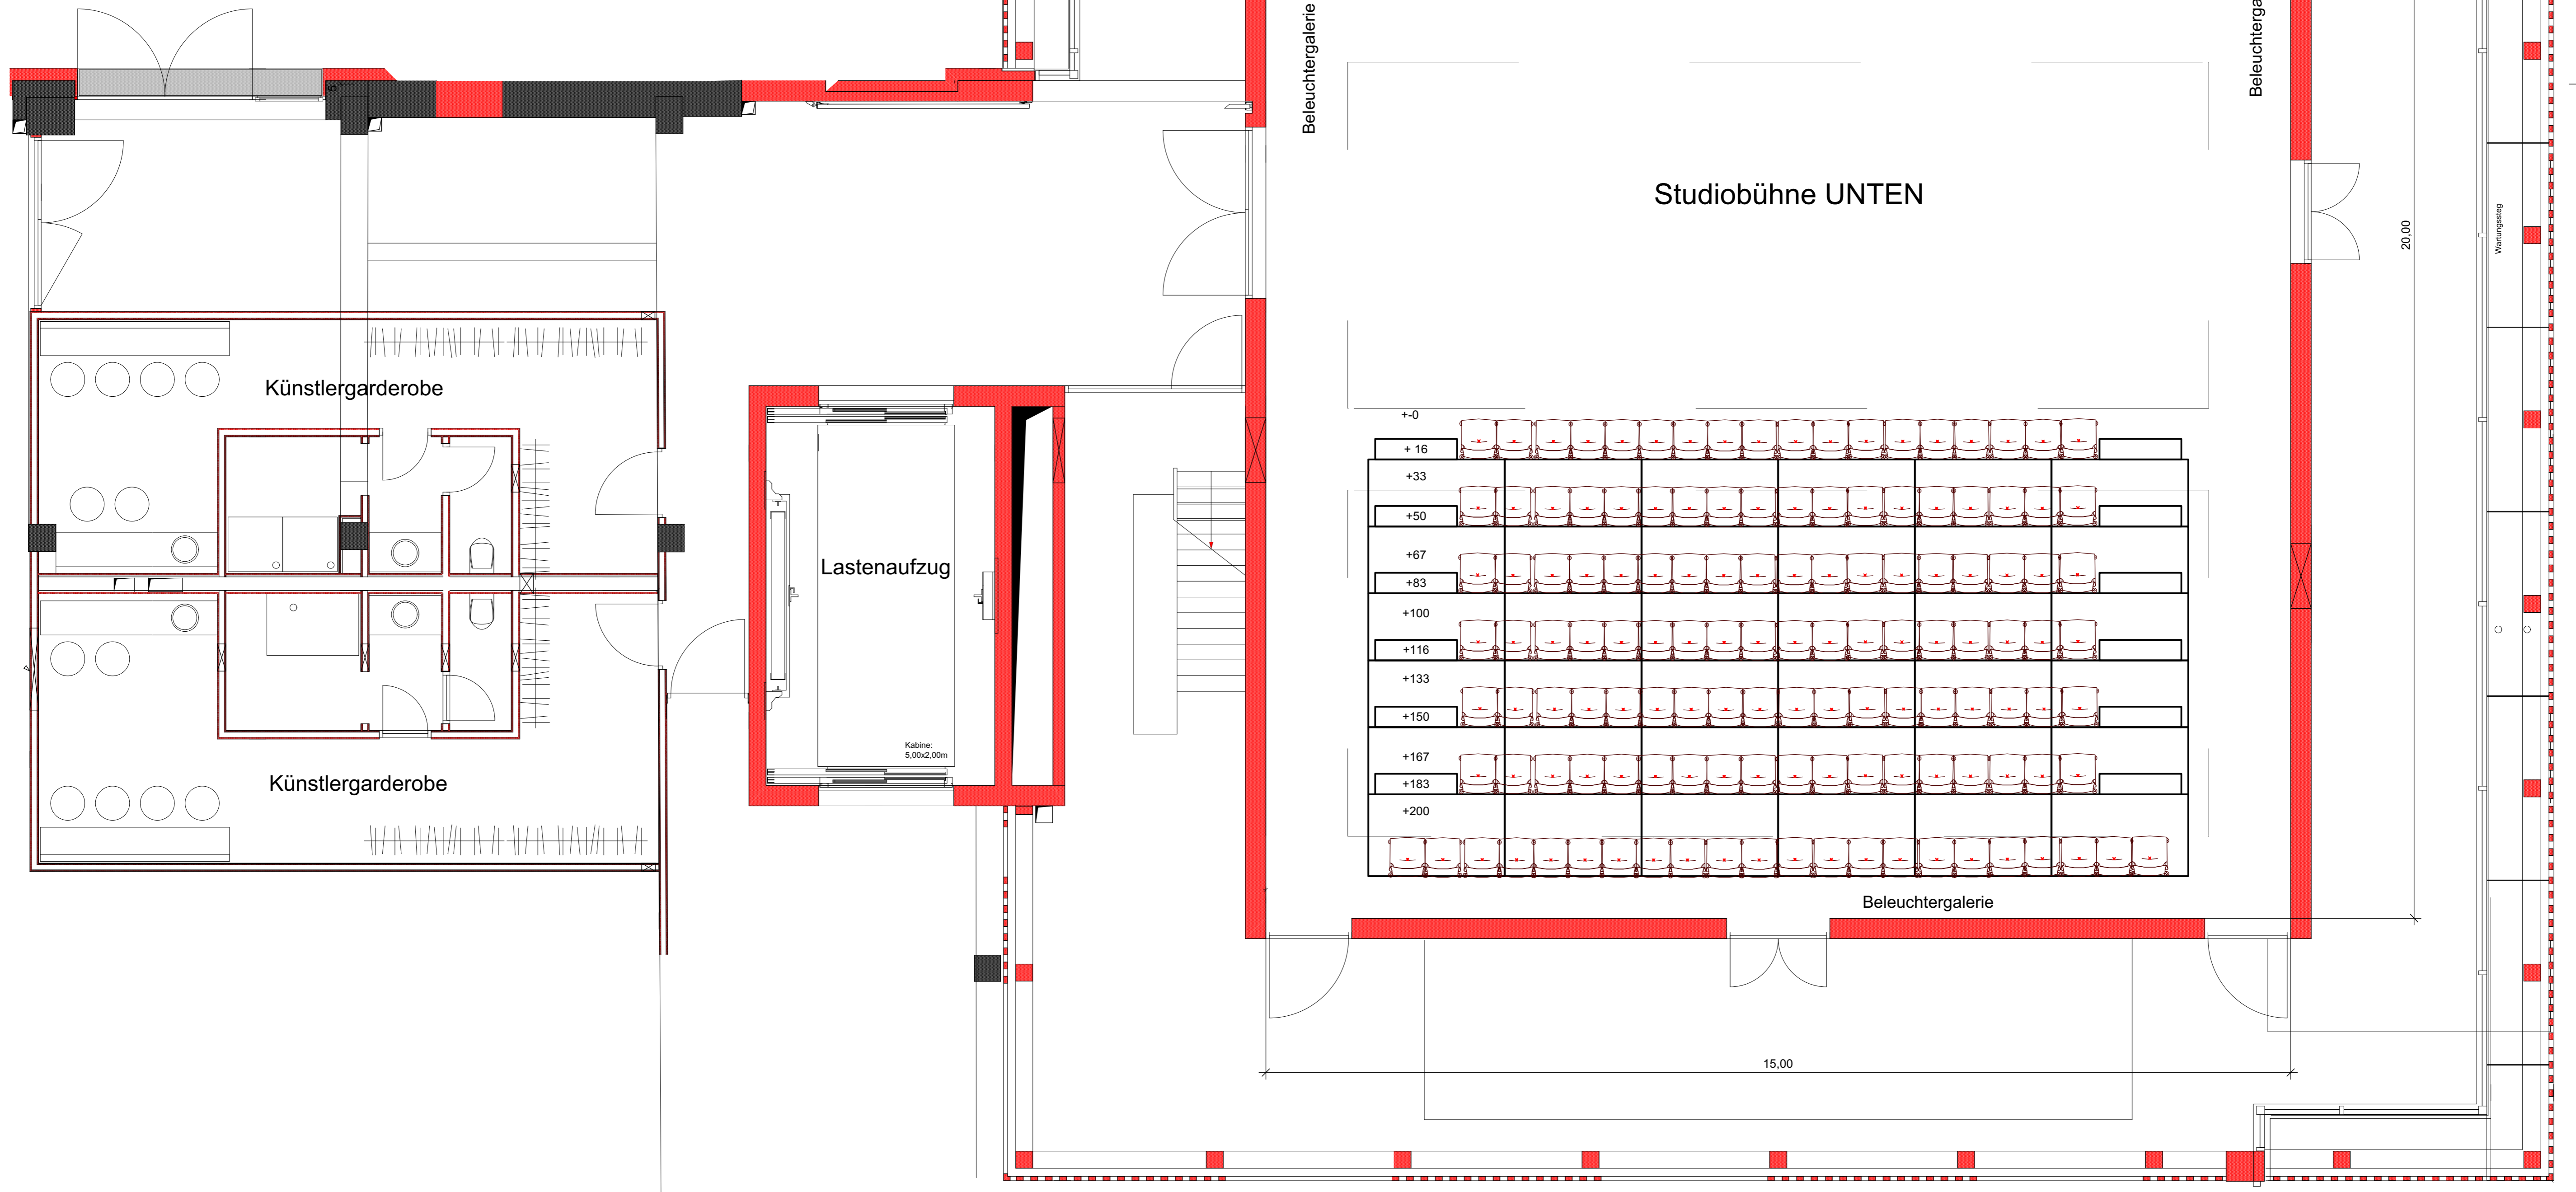 Beleuchtergalerie
Beleuchterga
5
Studiobühne UNTEN
20,00
Wartungssteg
Künstlergarderobe
+-0
+ 16
+33
+50
+67
+83
+100
+116
+133
+150
+167
+183
+200
Lastenaufzug
Kabine:
5,00x2,00m
Künstlergarderobe
Beleuchtergalerie
15,00